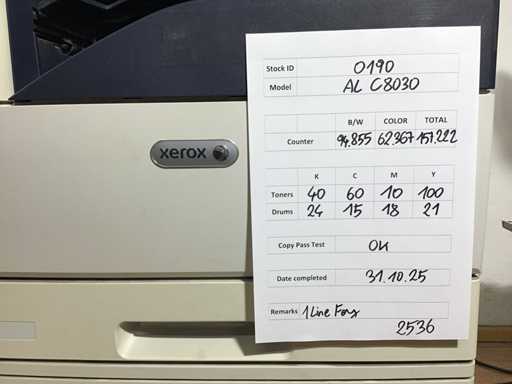 xerox
Stock ID 0190
Model AL C8030
B/W COLOR TOTAL
Counter 94.855 62.367 157.222
K C M Y
Toners 40 60 10 100
Drums 24 15 18 21
Copy Pass Test OK
Date completed 31.10.25
Remarks 1 Line Fax
2536